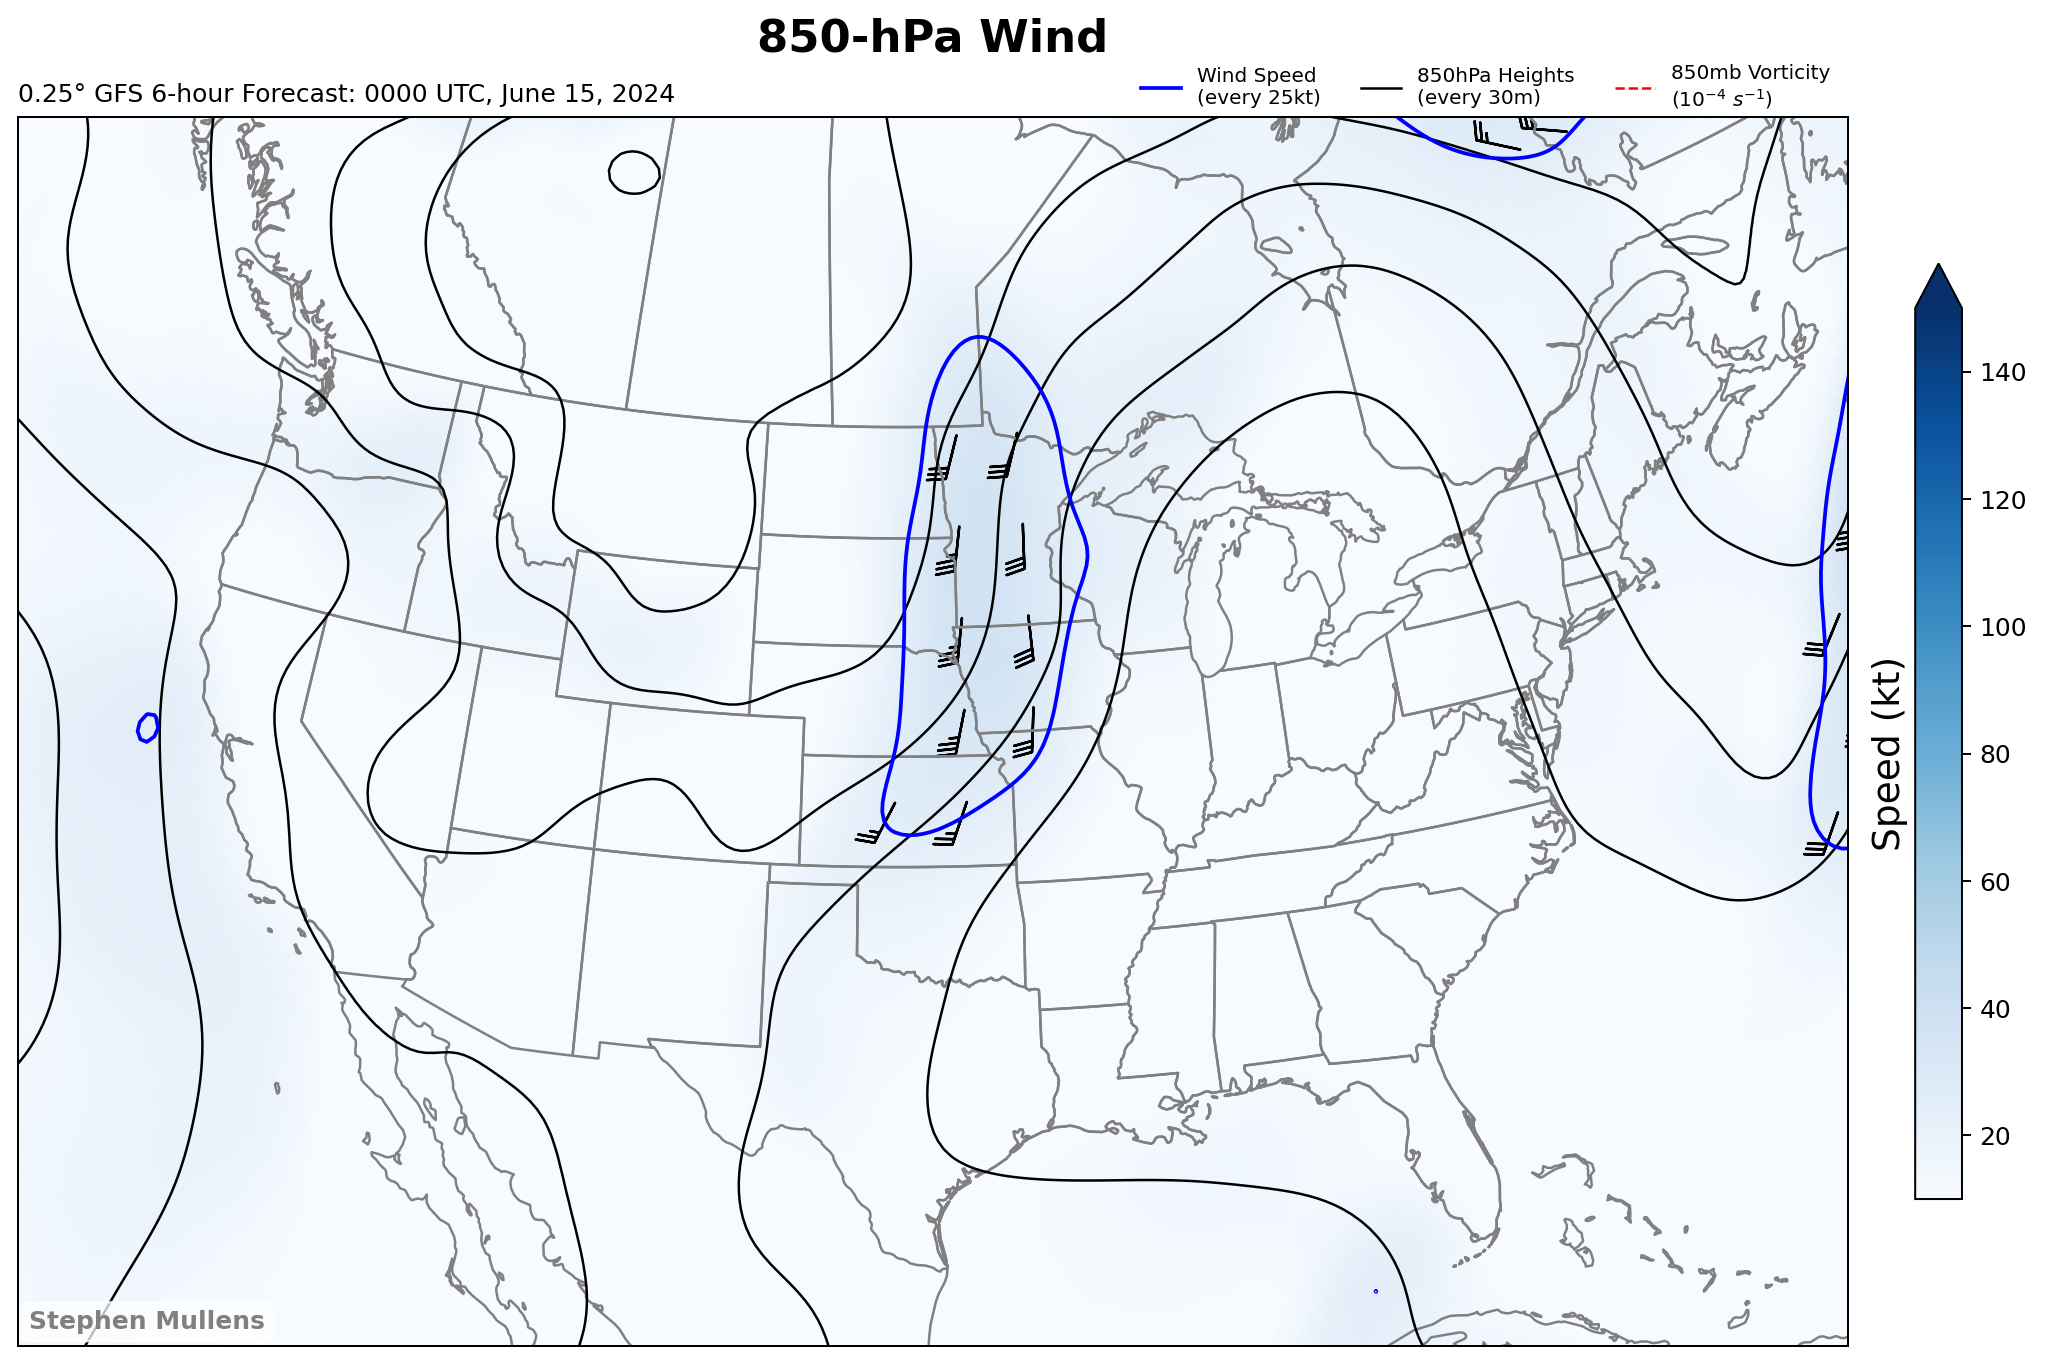 850-hPa Wind
0.25° GFS 6-hour Forecast: 0000 UTC, June 15, 2024
Wind Speed
(every 25kt)
850hPa Heights
(every 30m)
850mb Vorticity
(10⁻⁴ s⁻¹)
140
120
100
80
60
40
20
Speed (kt)
Stephen Mullens